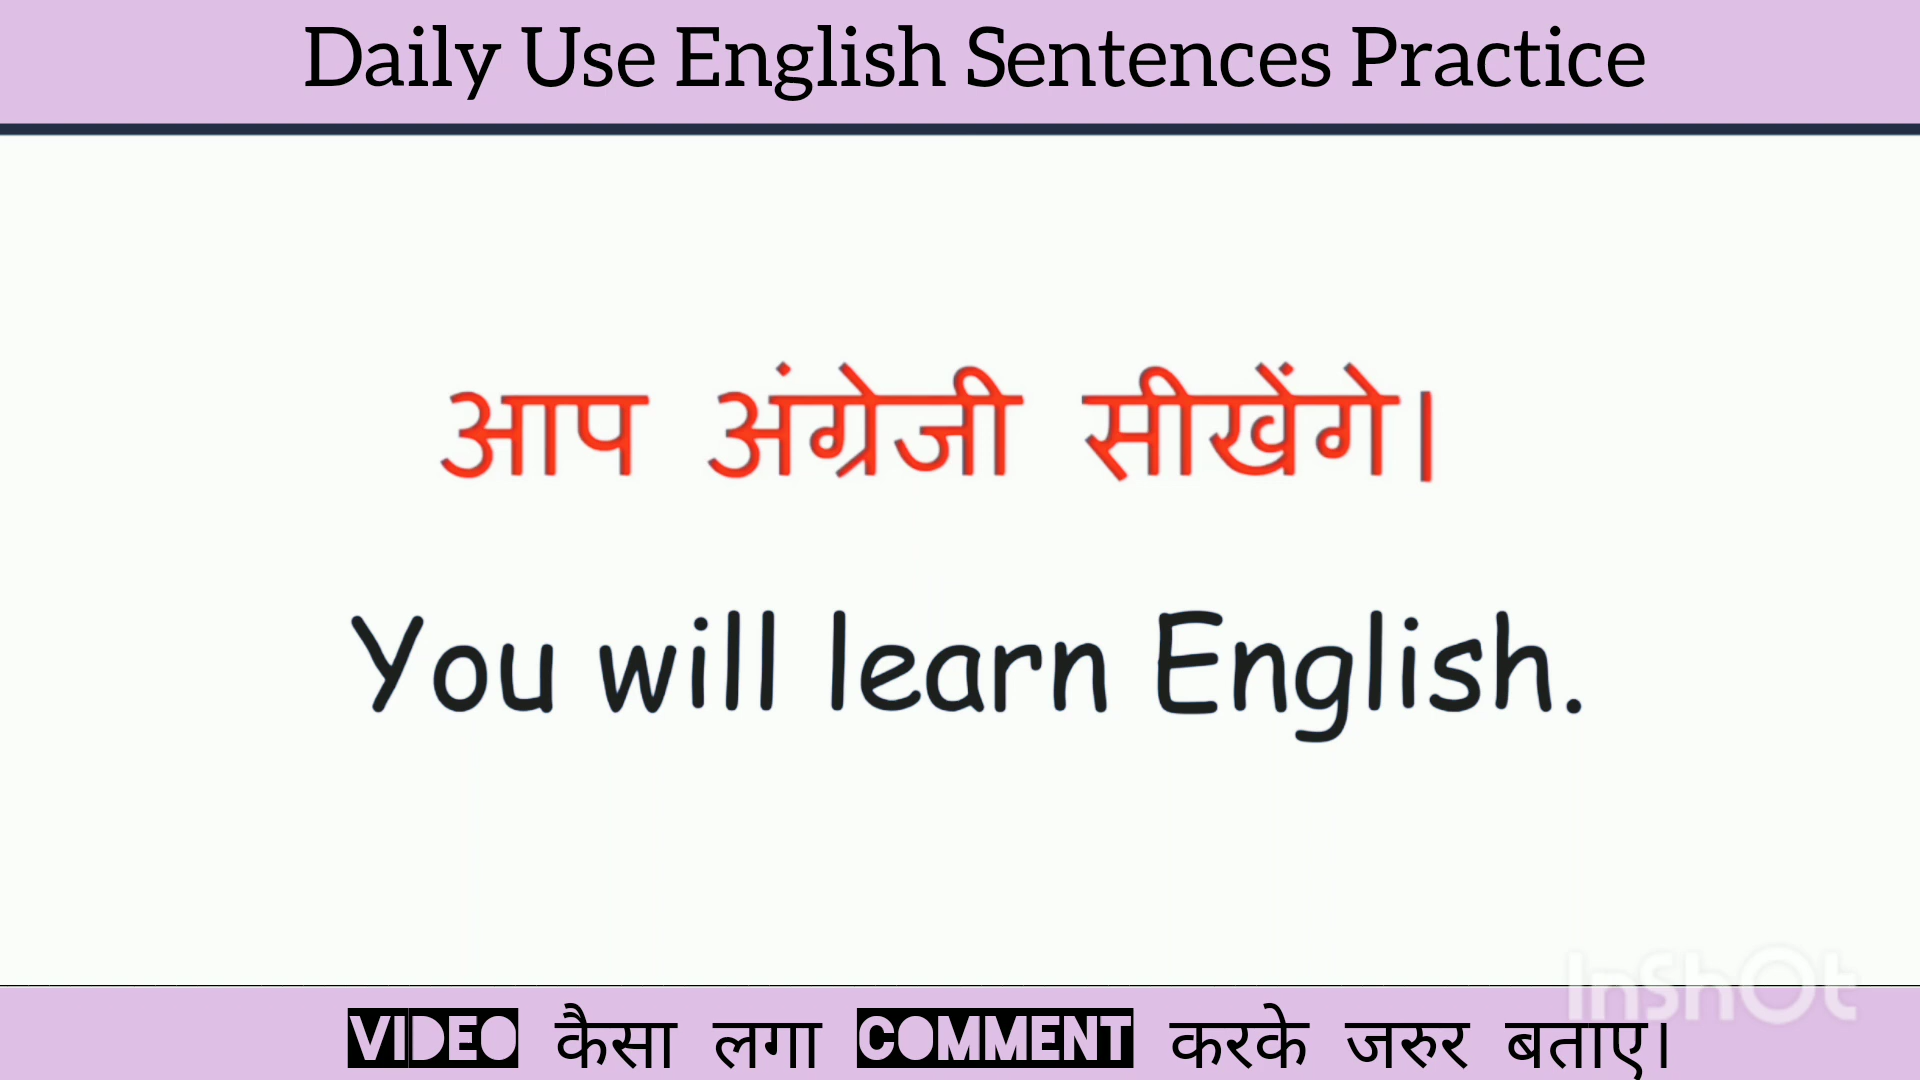 Daily Use English Sentences Practice
आप अंग्रेजी सीखेंगे।
You will learn English.
InShOt
VIDEO कैसा लगा COMMENT करके जरुर बताए।